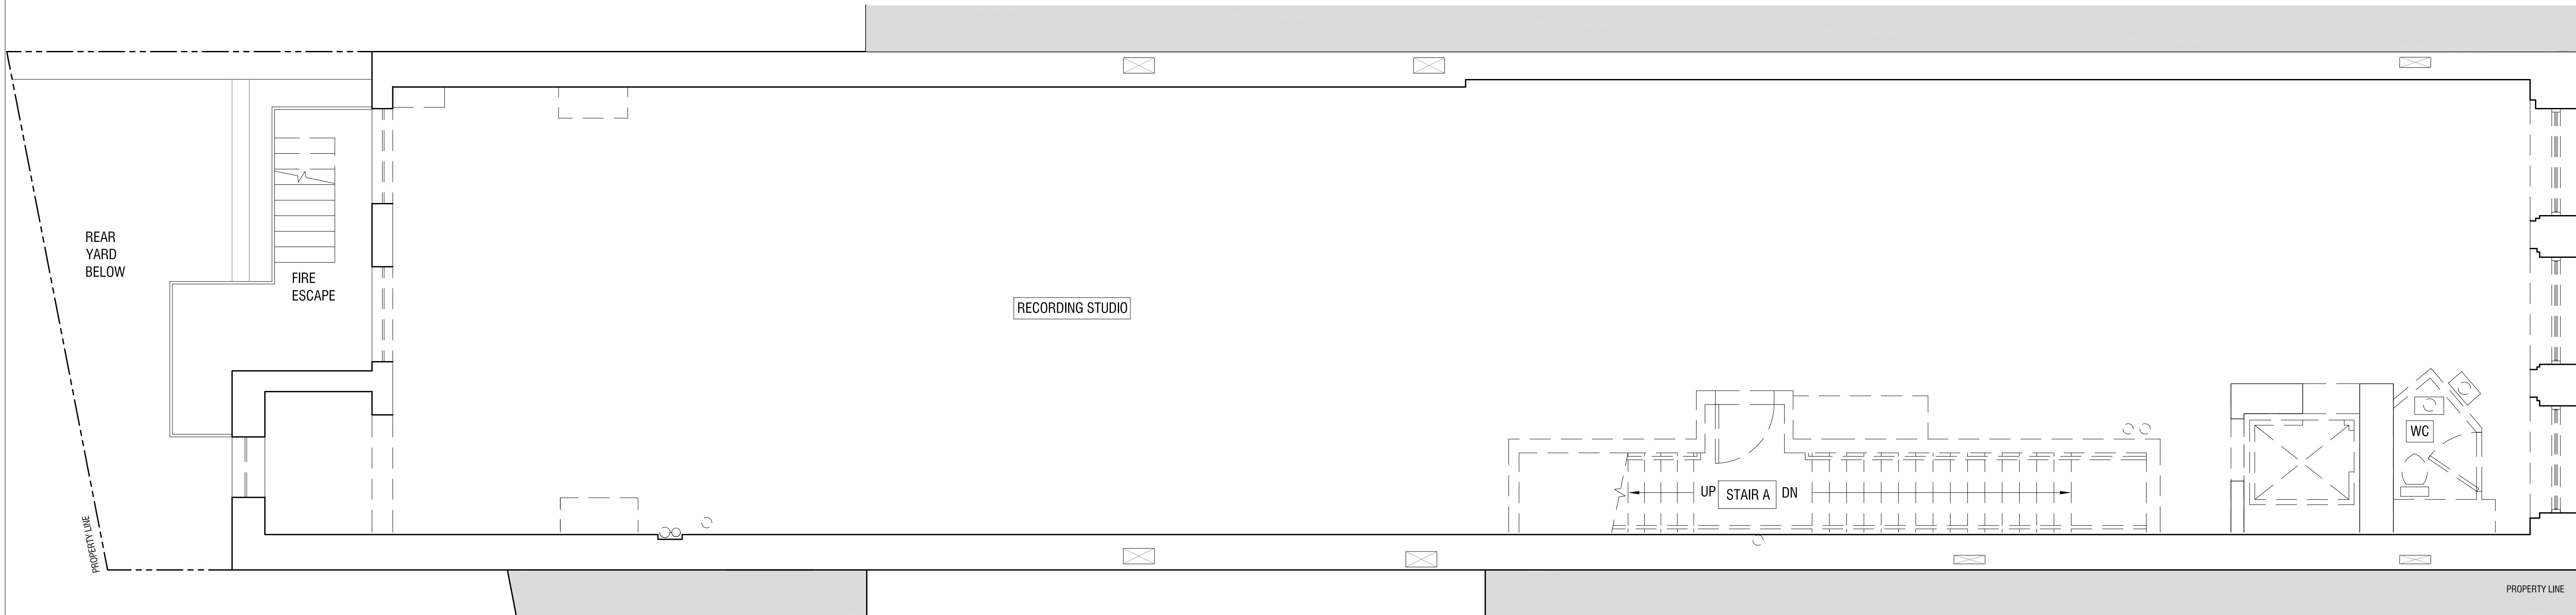 REAR
YARD
BELOW
FIRE
ESCAPE
RECORDING STUDIO
WC
UP
STAIR A
DN
PROPERTY LINE
PROPERTY LINE